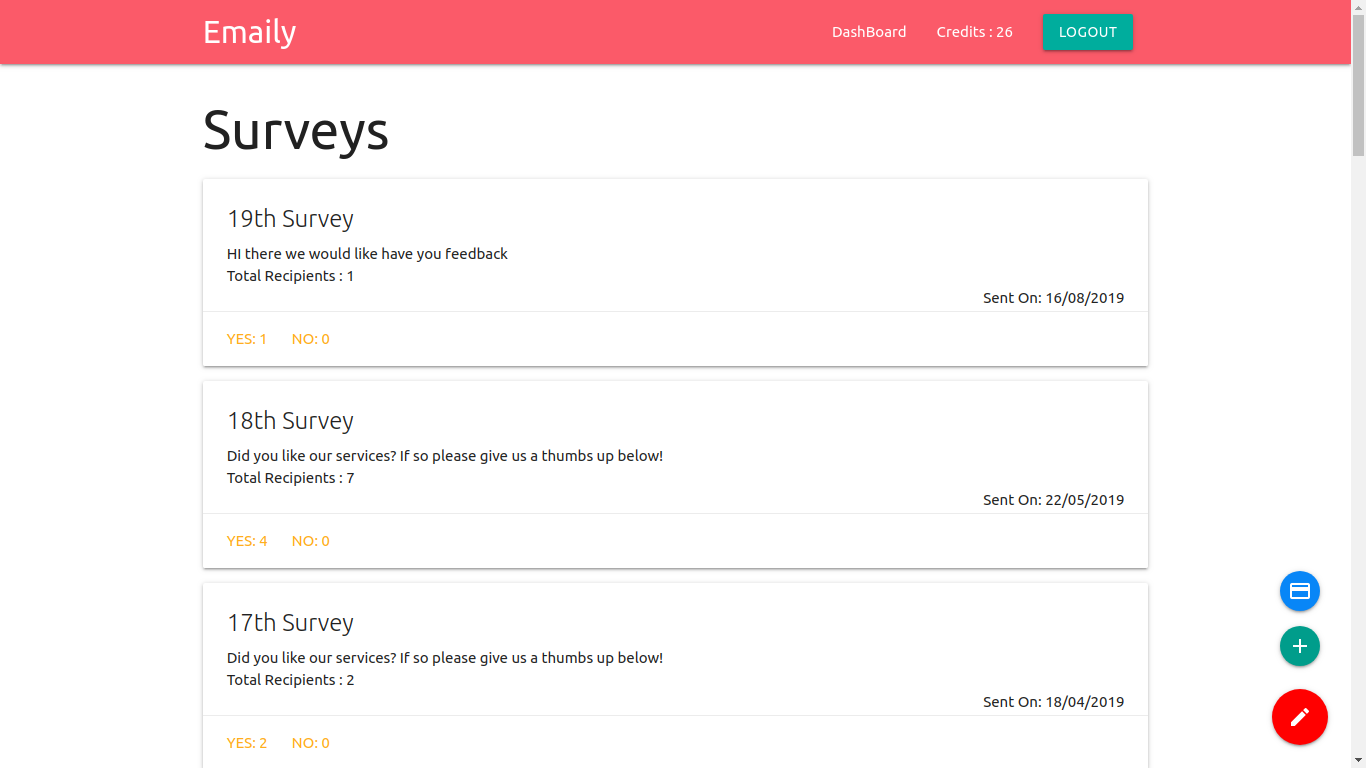 Emaily
DashBoard
Credits : 26
LOGOUT
Surveys
19th Survey
HI there we would like have you feedback
Total Recipients : 1
Sent On: 16/08/2019
YES: 1 NO: 0
18th Survey
Did you like our services? If so please give us a thumbs up below!
Total Recipients : 7
Sent On: 22/05/2019
YES: 4 NO: 0
17th Survey
Did you like our services? If so please give us a thumbs up below!
Total Recipients : 2
Sent On: 18/04/2019
YES: 2 NO: 0